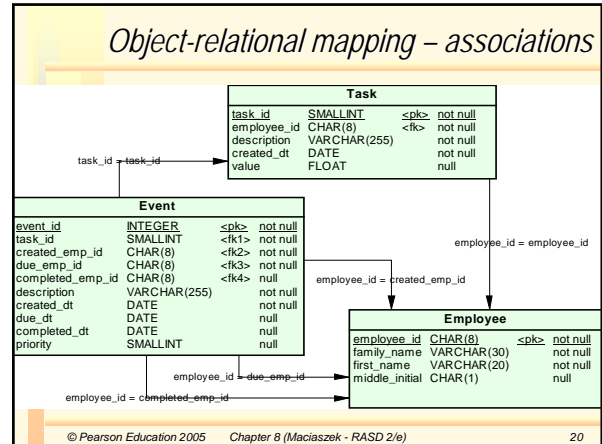 Object-relational mapping – associations
Task
task_id SMALLINT <pk> not null
employee_id CHAR(8) <fk> not null
description VARCHAR(255) not null
created_dt DATE not null
value FLOAT null
task_id = task_id
Event
event_id INTEGER <pk> not null
task_id SMALLINT <fk1> not null
created_emp_id CHAR(8) <fk2> not null
due_emp_id CHAR(8) <fk3> not null
completed_emp_id CHAR(8) <fk4> null
description VARCHAR(255) not null
created_dt DATE not null
due_dt DATE null
completed_dt DATE null
priority SMALLINT null
employee_id = employee_id
employee_id = created_emp_id
Employee
employee_id CHAR(8) <pk> not null
family_name VARCHAR(30) not null
first_name VARCHAR(20) not null
middle_initial CHAR(1) null
employee_id = due_emp_id
employee_id = completed_emp_id
© Pearson Education 2005 Chapter 8 (Maciaszek - RASD 2/e) 20